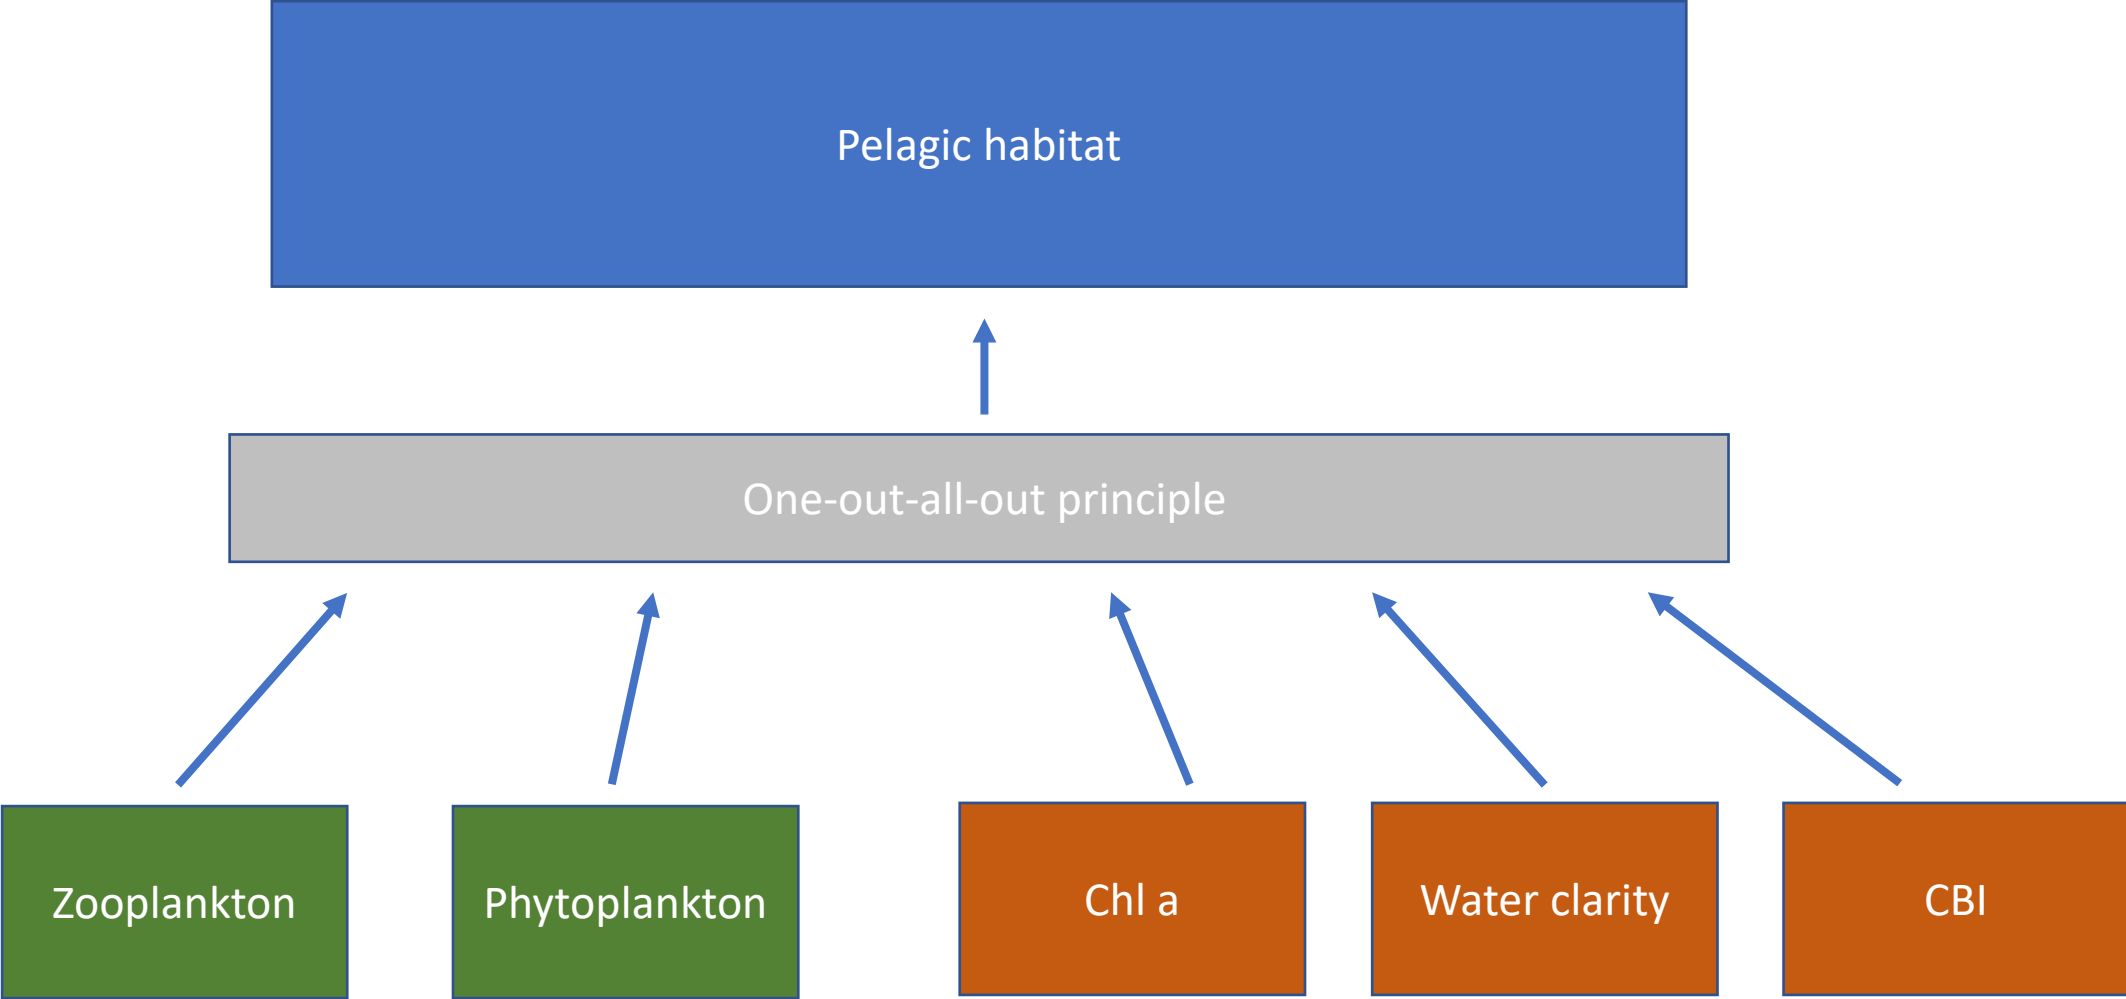 Pelagic habitat
One-out-all-out principle
Zooplankton
Phytoplankton
Chl a
Water clarity
CBI